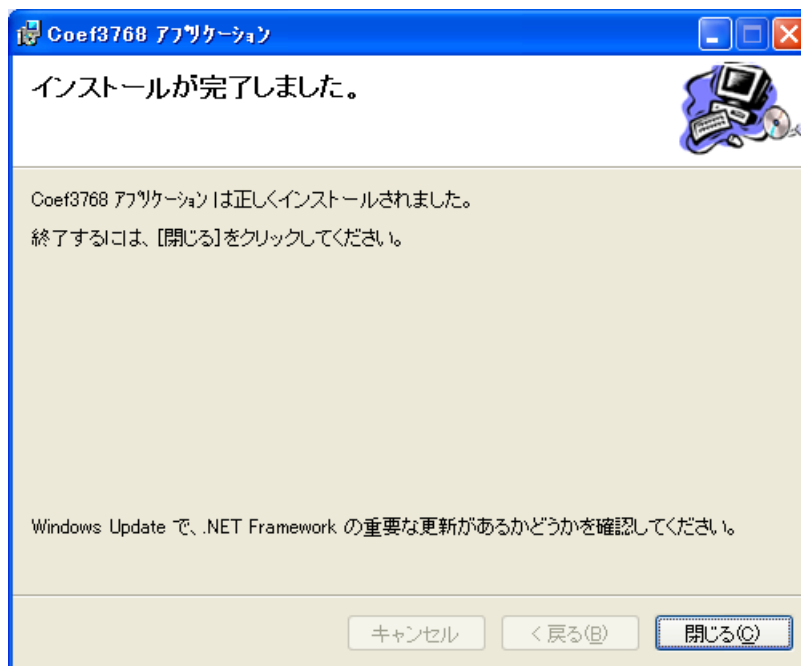 Coef3768 ｱﾌﾟﾘｹｰｼｮﾝ
インストールが完了しました。
Coef3768 ｱﾌﾟﾘｹｰｼｮﾝ は正しくインストールされました。
終了するには、[閉じる]をクリックしてください。
Windows Update で、.NET Framework の重要な更新があるかどうかを確認してください。
キャンセル
< 戻る(B)
閉じる(C)